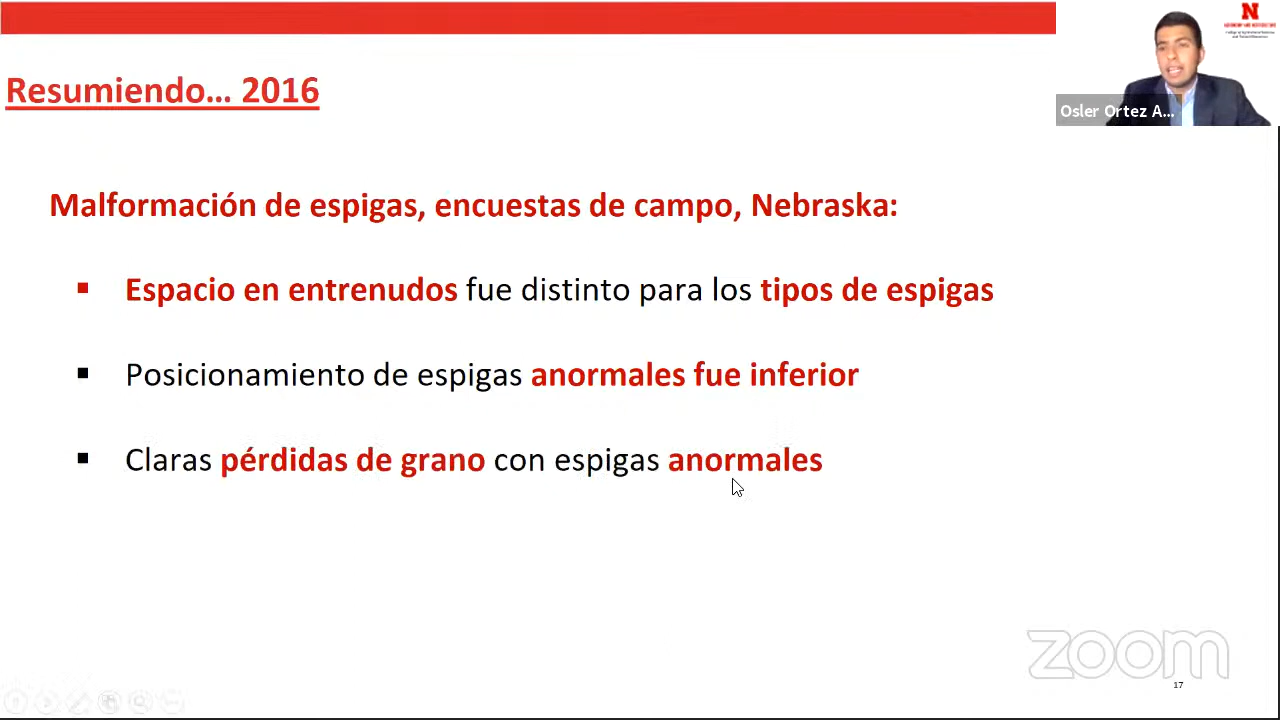 Resumiendo... 2016
N
Osler Ortez A...
Malformación de espigas, encuestas de campo, Nebraska:
▪ Espacio en entrenudos fue distinto para los tipos de espigas
▪ Posicionamiento de espigas anormales fue inferior
▪ Claras pérdidas de grano con espigas anormales
zoom
17